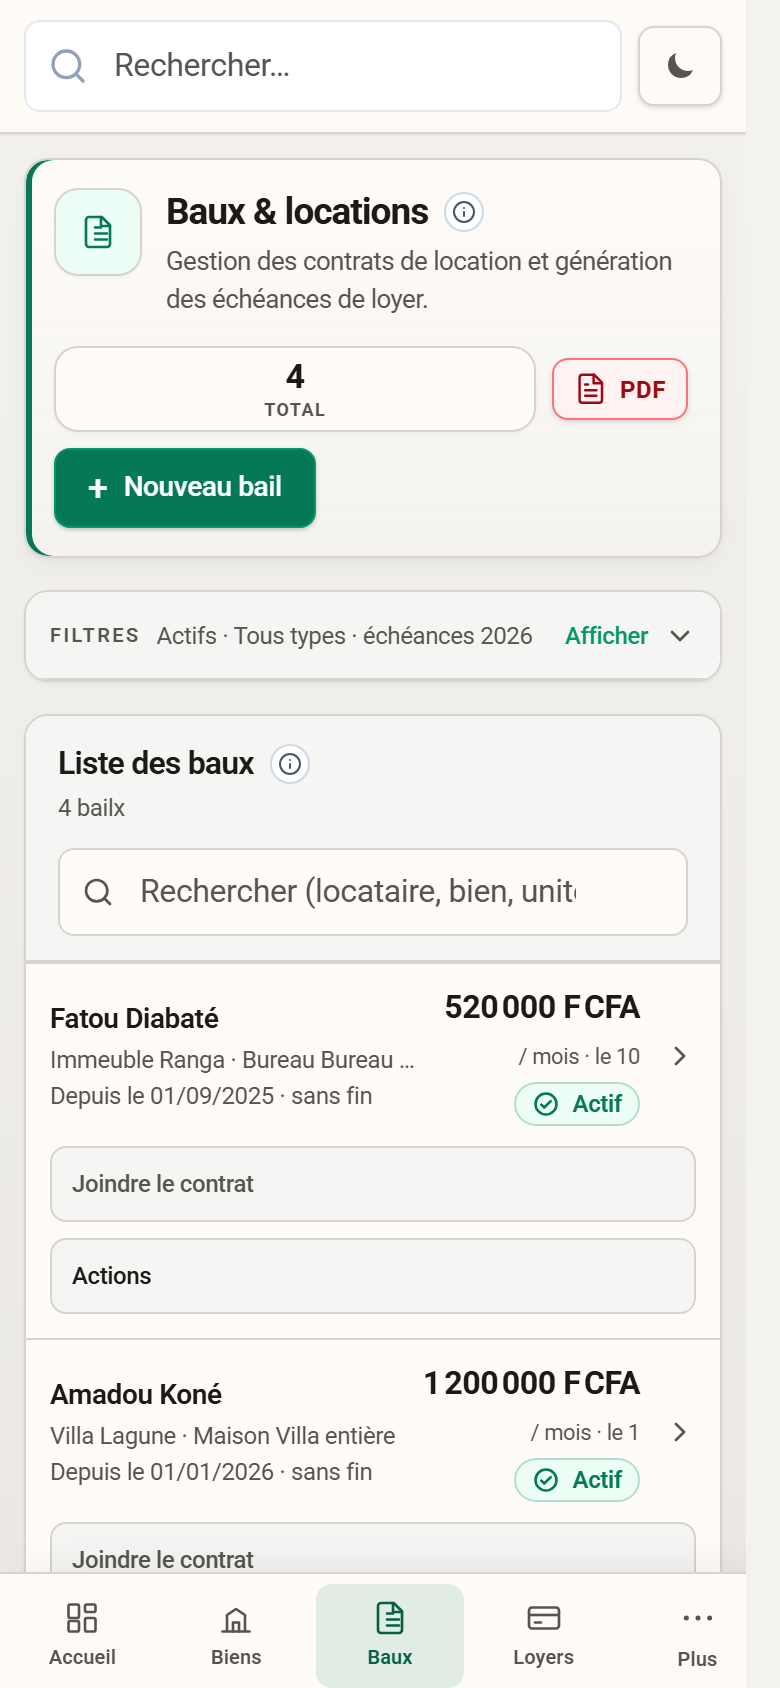 Rechercher...
Baux & locations
Gestion des contrats de location et génération
des échéances de loyer.
4
TOTAL
PDF
+ Nouveau bail
FILTRES Actifs · Tous types · échéances 2026 Afficher
Liste des baux
4 bailx
Rechercher (locataire, bien, unité
Fatou Diabaté
520 000 F CFA
Immeuble Ranga · Bureau Bureau ...
/ mois · le 10
Depuis le 01/09/2025 · sans fin
Actif
Joindre le contrat
Actions
Amadou Koné
1 200 000 F CFA
Villa Lagune · Maison Villa entière
/ mois · le 1
Depuis le 01/01/2026 · sans fin
Actif
Joindre le contrat
Accueil
Biens
Baux
Loyers
Plus